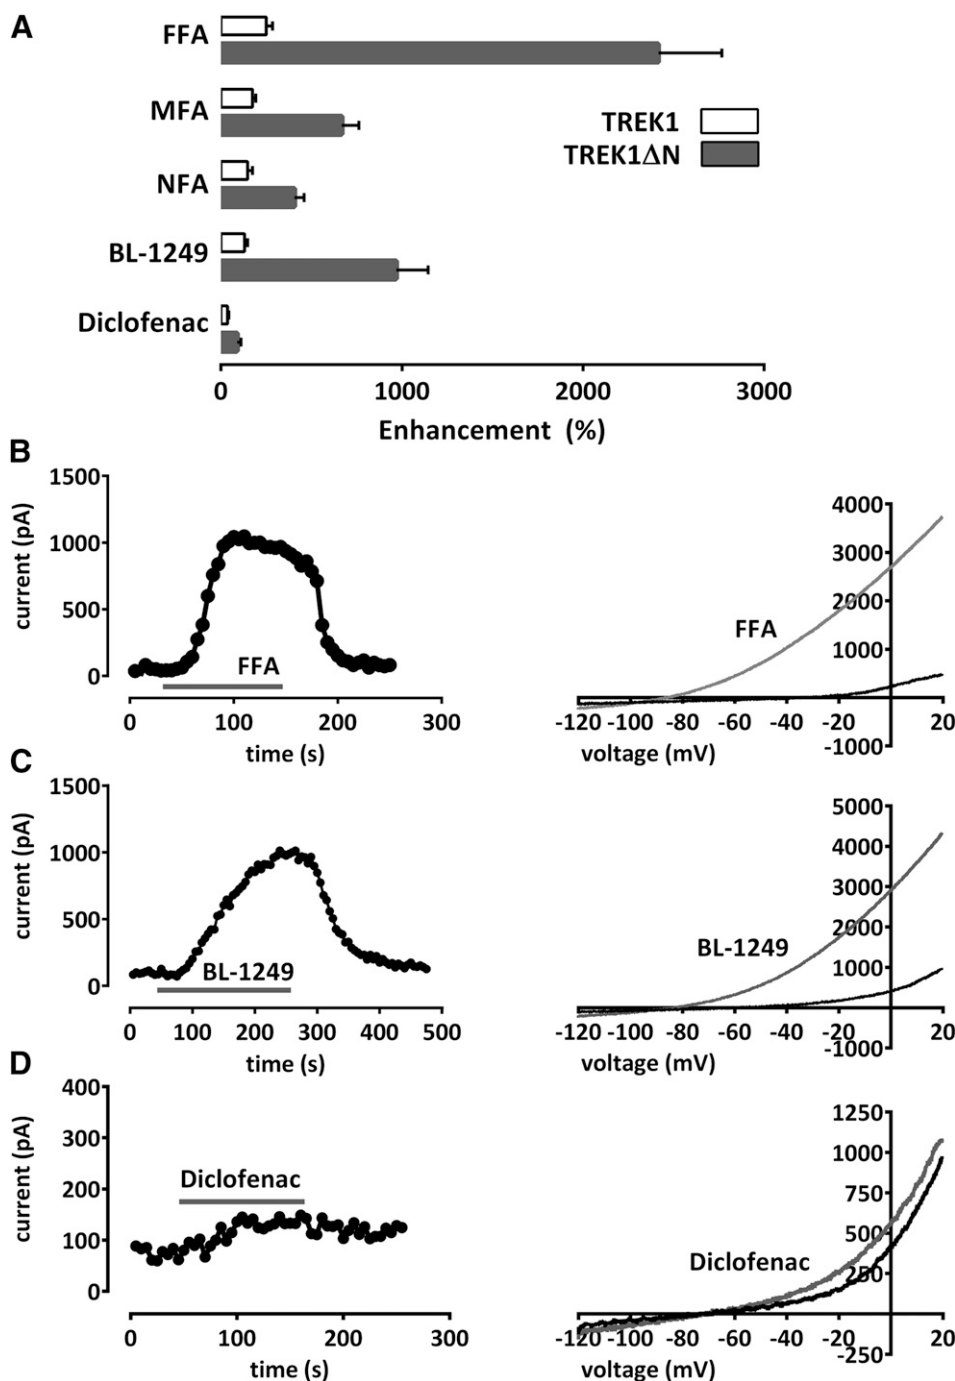 A
FFA
MFA
NFA
BL-1249
Diclofenac
TREK1
TREK1ΔN
0 1000 2000 3000
Enhancement (%)
B
current (pA)
1500
1000
500
0
FFA
0 100 200 300
time (s)
4000
3000
2000
1000
-1000
FFA
-120 -100 -80 -60 -40 -20 20
voltage (mV)
C
current (pA)
1500
1000
500
0
BL-1249
0 100 200 300 400 500
time (s)
5000
4000
3000
2000
1000
-1000
BL-1249
-120 -100 -80 -60 -40 -20 20
voltage (mV)
D
current (pA)
400
300
200
100
0
Diclofenac
0 100 200 300
time (s)
1250
1000
750
500
250
-250
Diclofenac
-120 -100 -80 -60 -40 -20 20
voltage (mV)